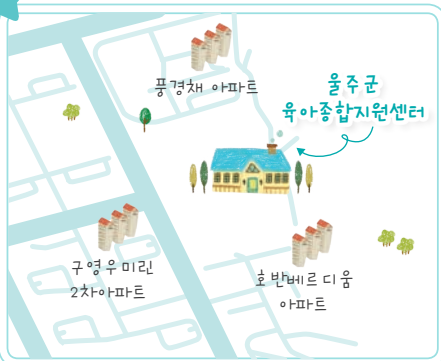 풍경채 아파트
울주군
육아종합지원센터
구영우미린
2차아파트
호반베르디움
아파트